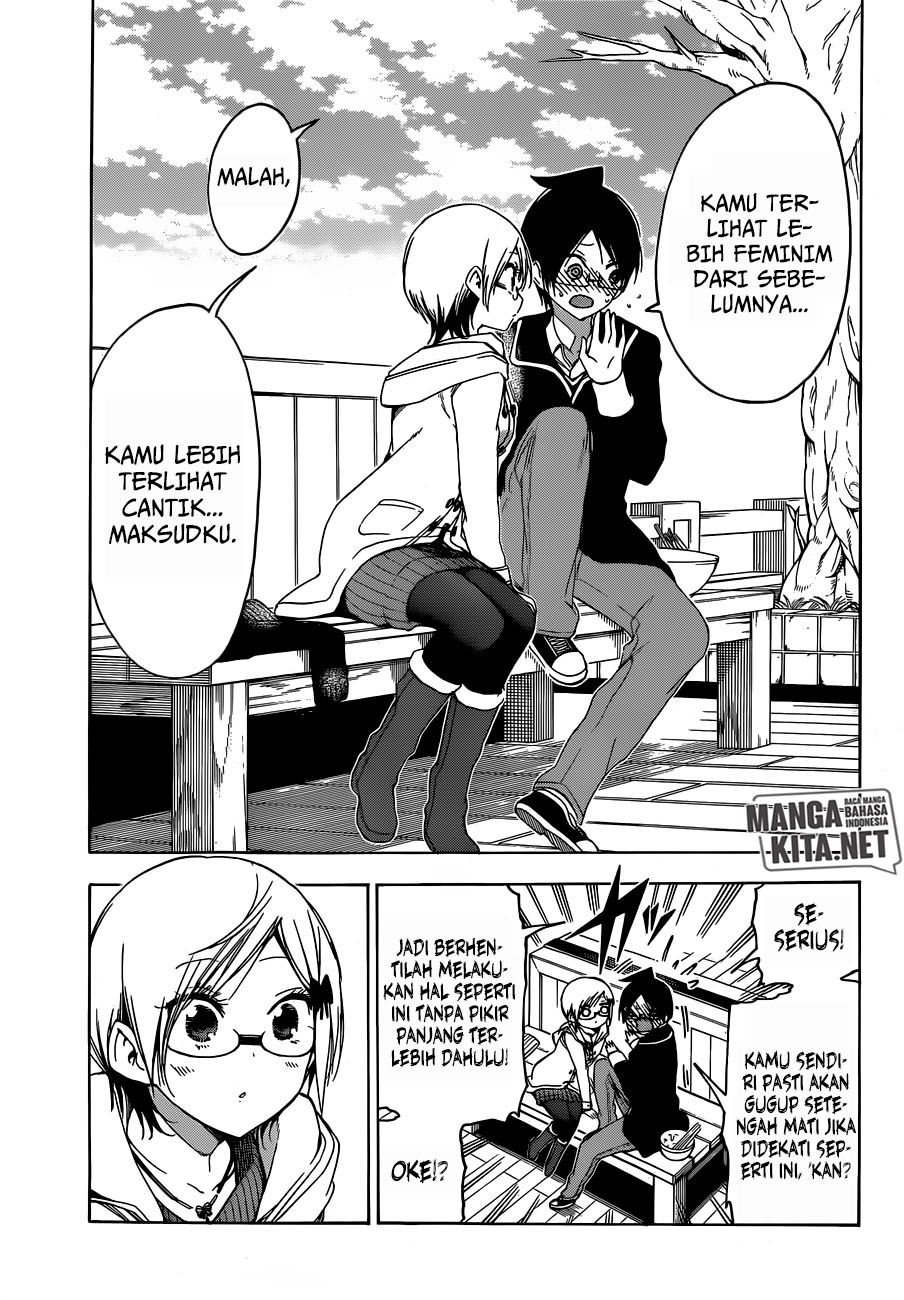 KAMU TER-
LIHAT LE-
BIH FEMINIM
DARI SEBE-
LUMNYA...
MALAH,
KAMU LEBIH
TERLIHAT
CANTIK...
MAKSUDKU.
MANGA
KITA.NET
BACA MANGA
BAHASA
INDONESIA
SE-
SERIUS!
KAMU SENDI-
RI PASTI AKAN
GUGUP SETE-
NGAH MATI JIKA
DIDEKATI SEP-
ERTI INI, 'KAN?
JADI BERHEN-
TILAH MELAKU-
KAN HAL SEPERTI
INI TANPA PIKIR
PANJANG TER-
LEBIH DAHULU!
OKE!?